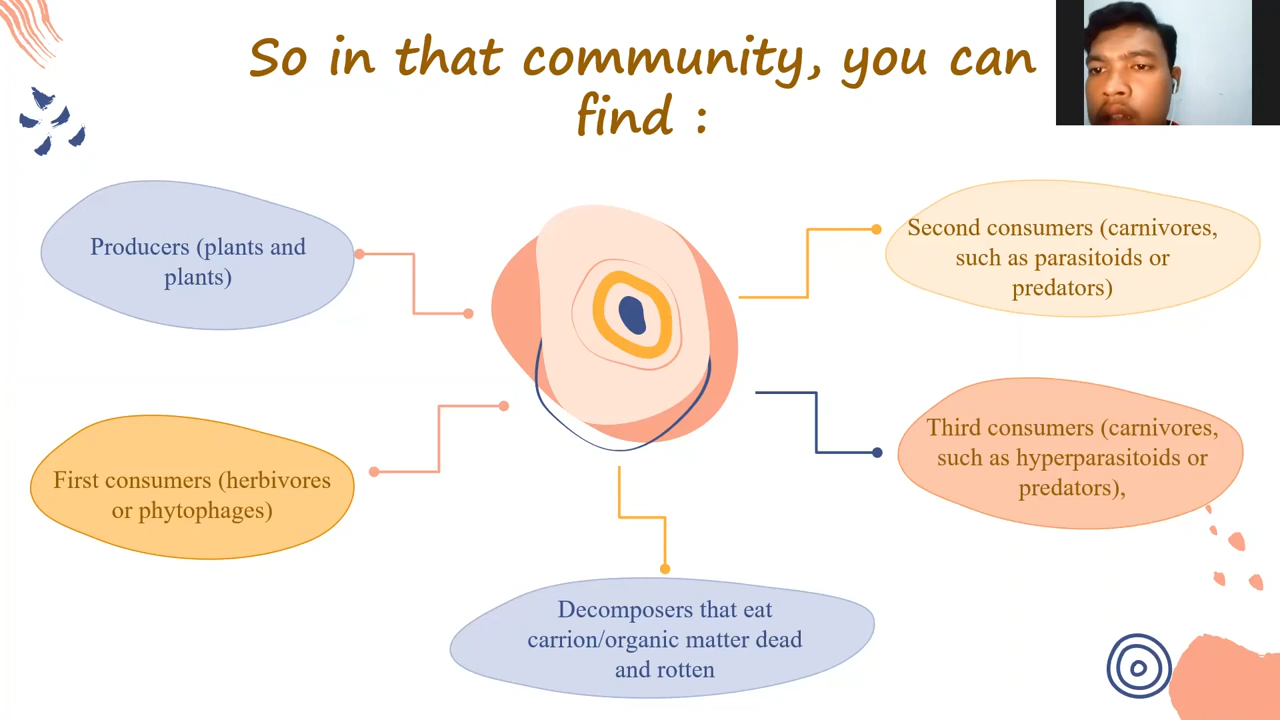 So in that community, you can
find :
Producers (plants and
plants)
First consumers (herbivores
or phytophages)
Second consumers (carnivores,
such as parasitoids or
predators)
Third consumers (carnivores,
such as hyperparasitoids or
predators),
Decomposers that eat
carrion/organic matter dead
and rotten